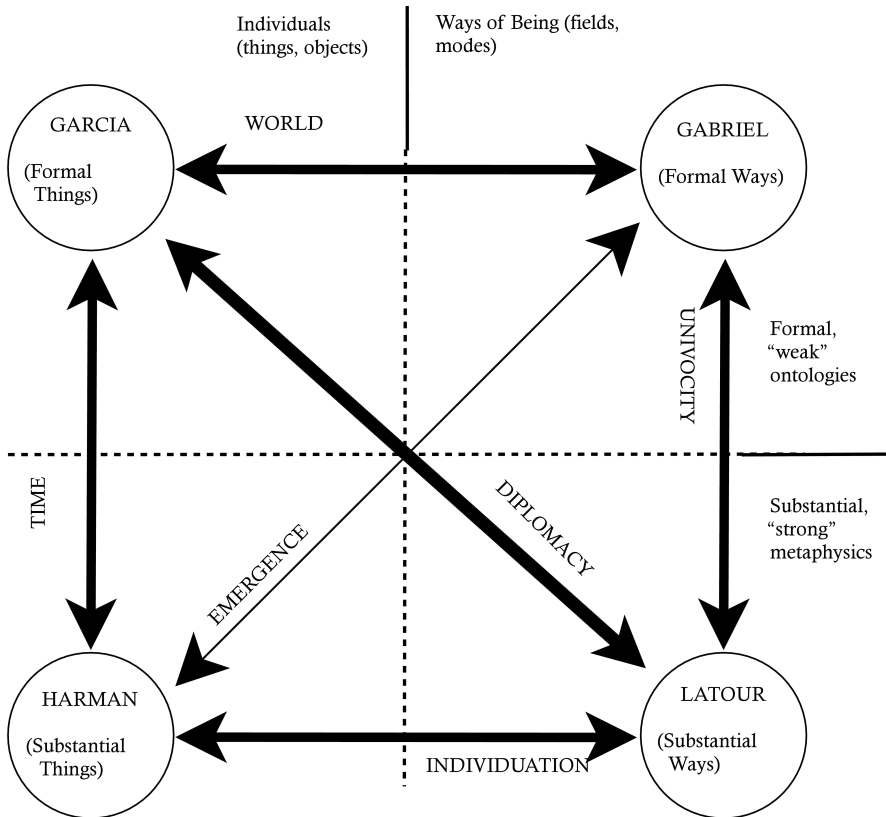 Individuals
(things, objects)
Ways of Being (fields,
modes)
GARCIA
(Formal
Things)
WORLD
GABRIEL
(Formal Ways)
UNIVOCITY
Formal,
“weak”
ontologies
TIME
EMERGENCE
DIPLOMACY
Substantial,
“strong”
metaphysics
HARMAN
(Substantial
Things)
INDIVIDUATION
LATOUR
(Substantial
Ways)